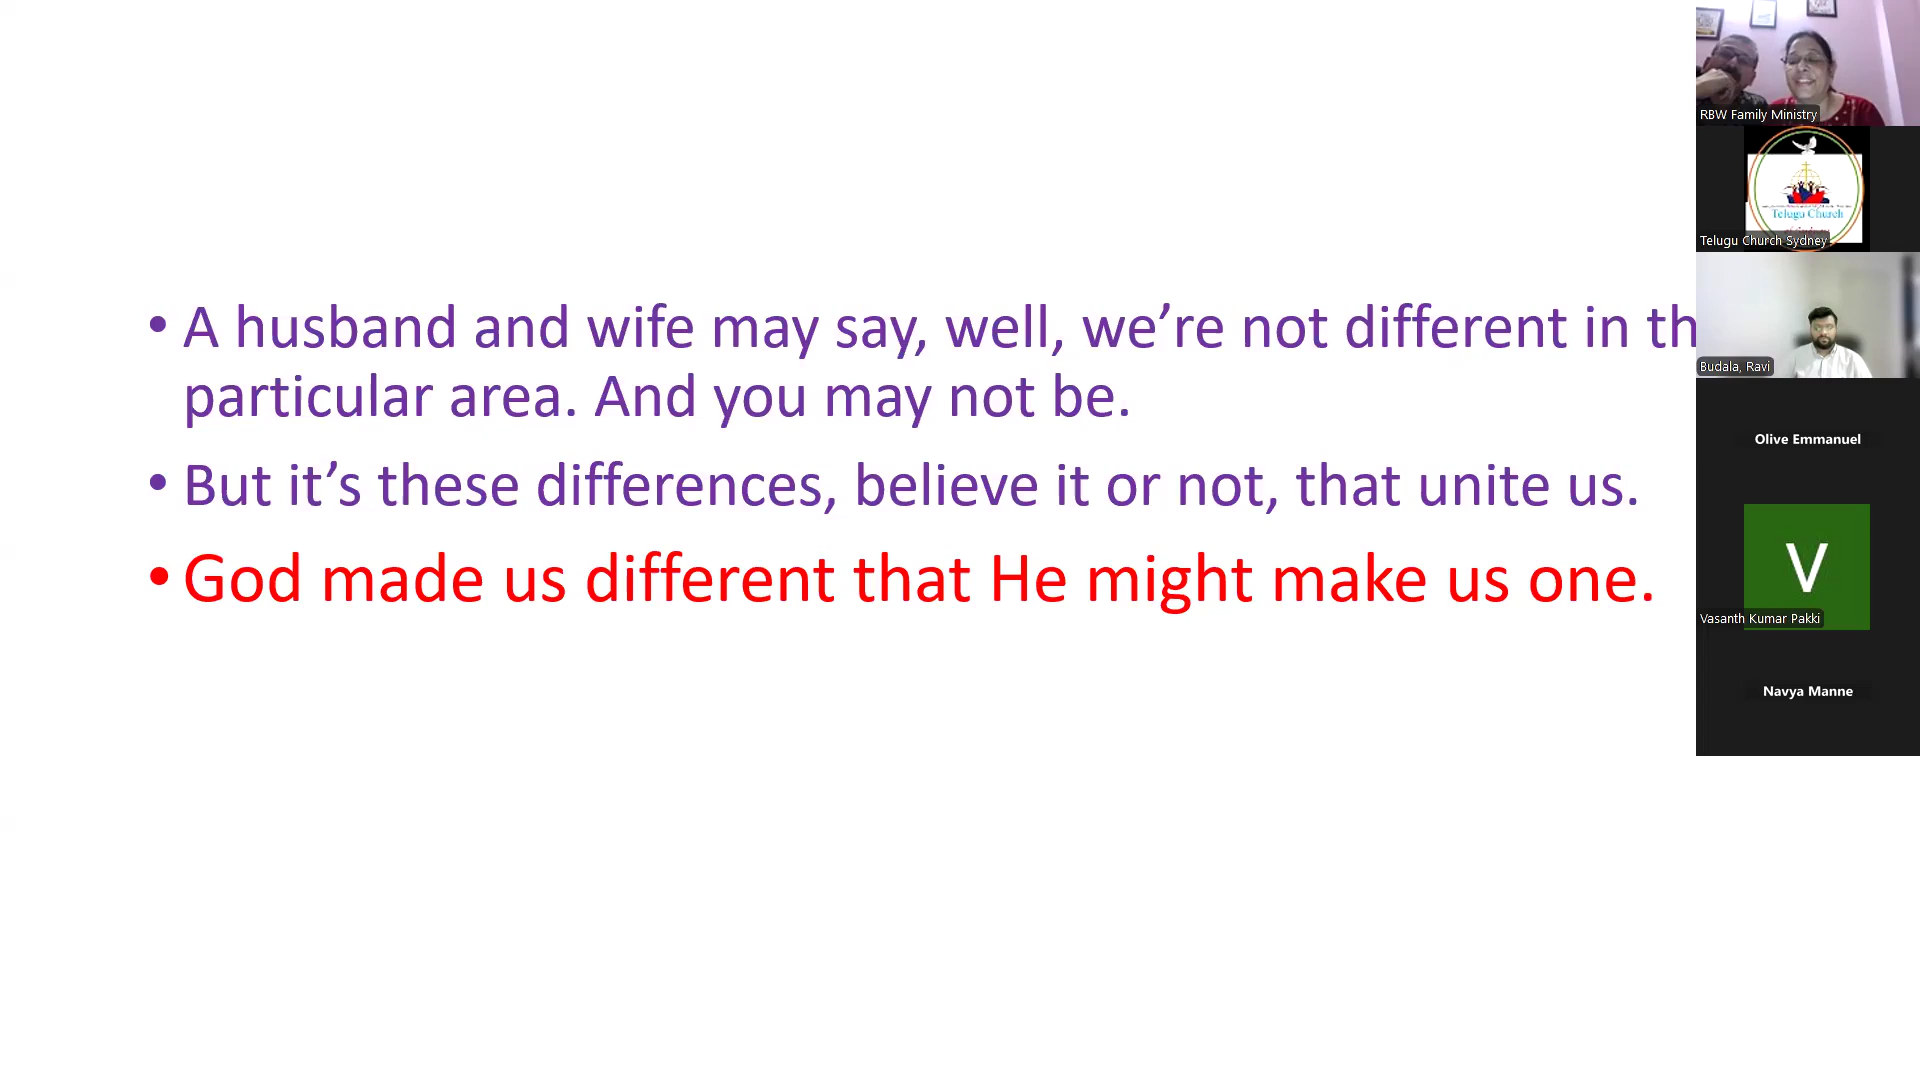 • A husband and wife may say, well, we’re not different in th
particular area. And you may not be.
• But it’s these differences, believe it or not, that unite us.
• God made us different that He might make us one.
RBW Family Ministry
Telugu Church
Telugu Church Sydney
Budala, Ravi
Olive Emmanuel
V
Vasanth Kumar Pakki
Navya Manne